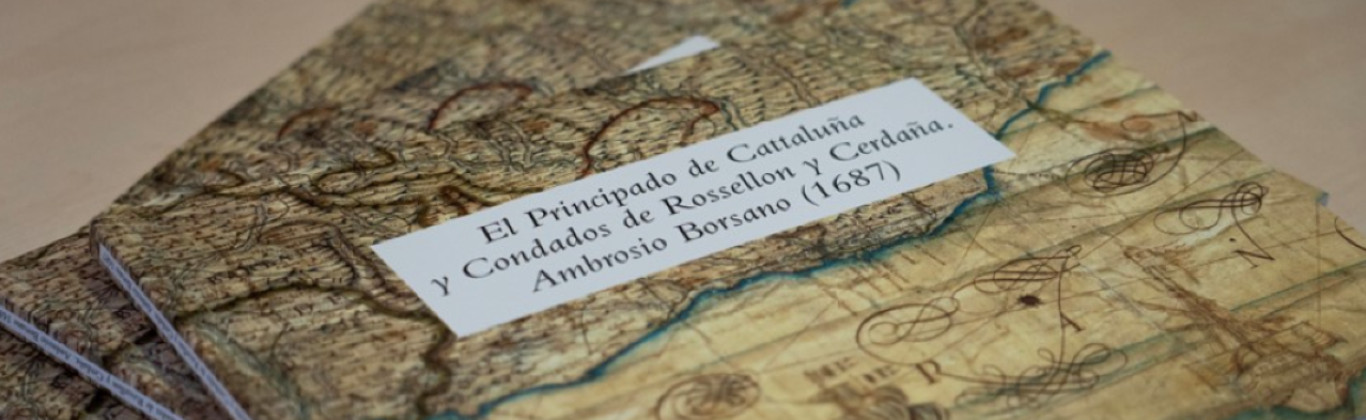 El Principado de Cattaluña
y Condados de Rossellon y Cerdaña.
Ambrosio Borsano (1687)